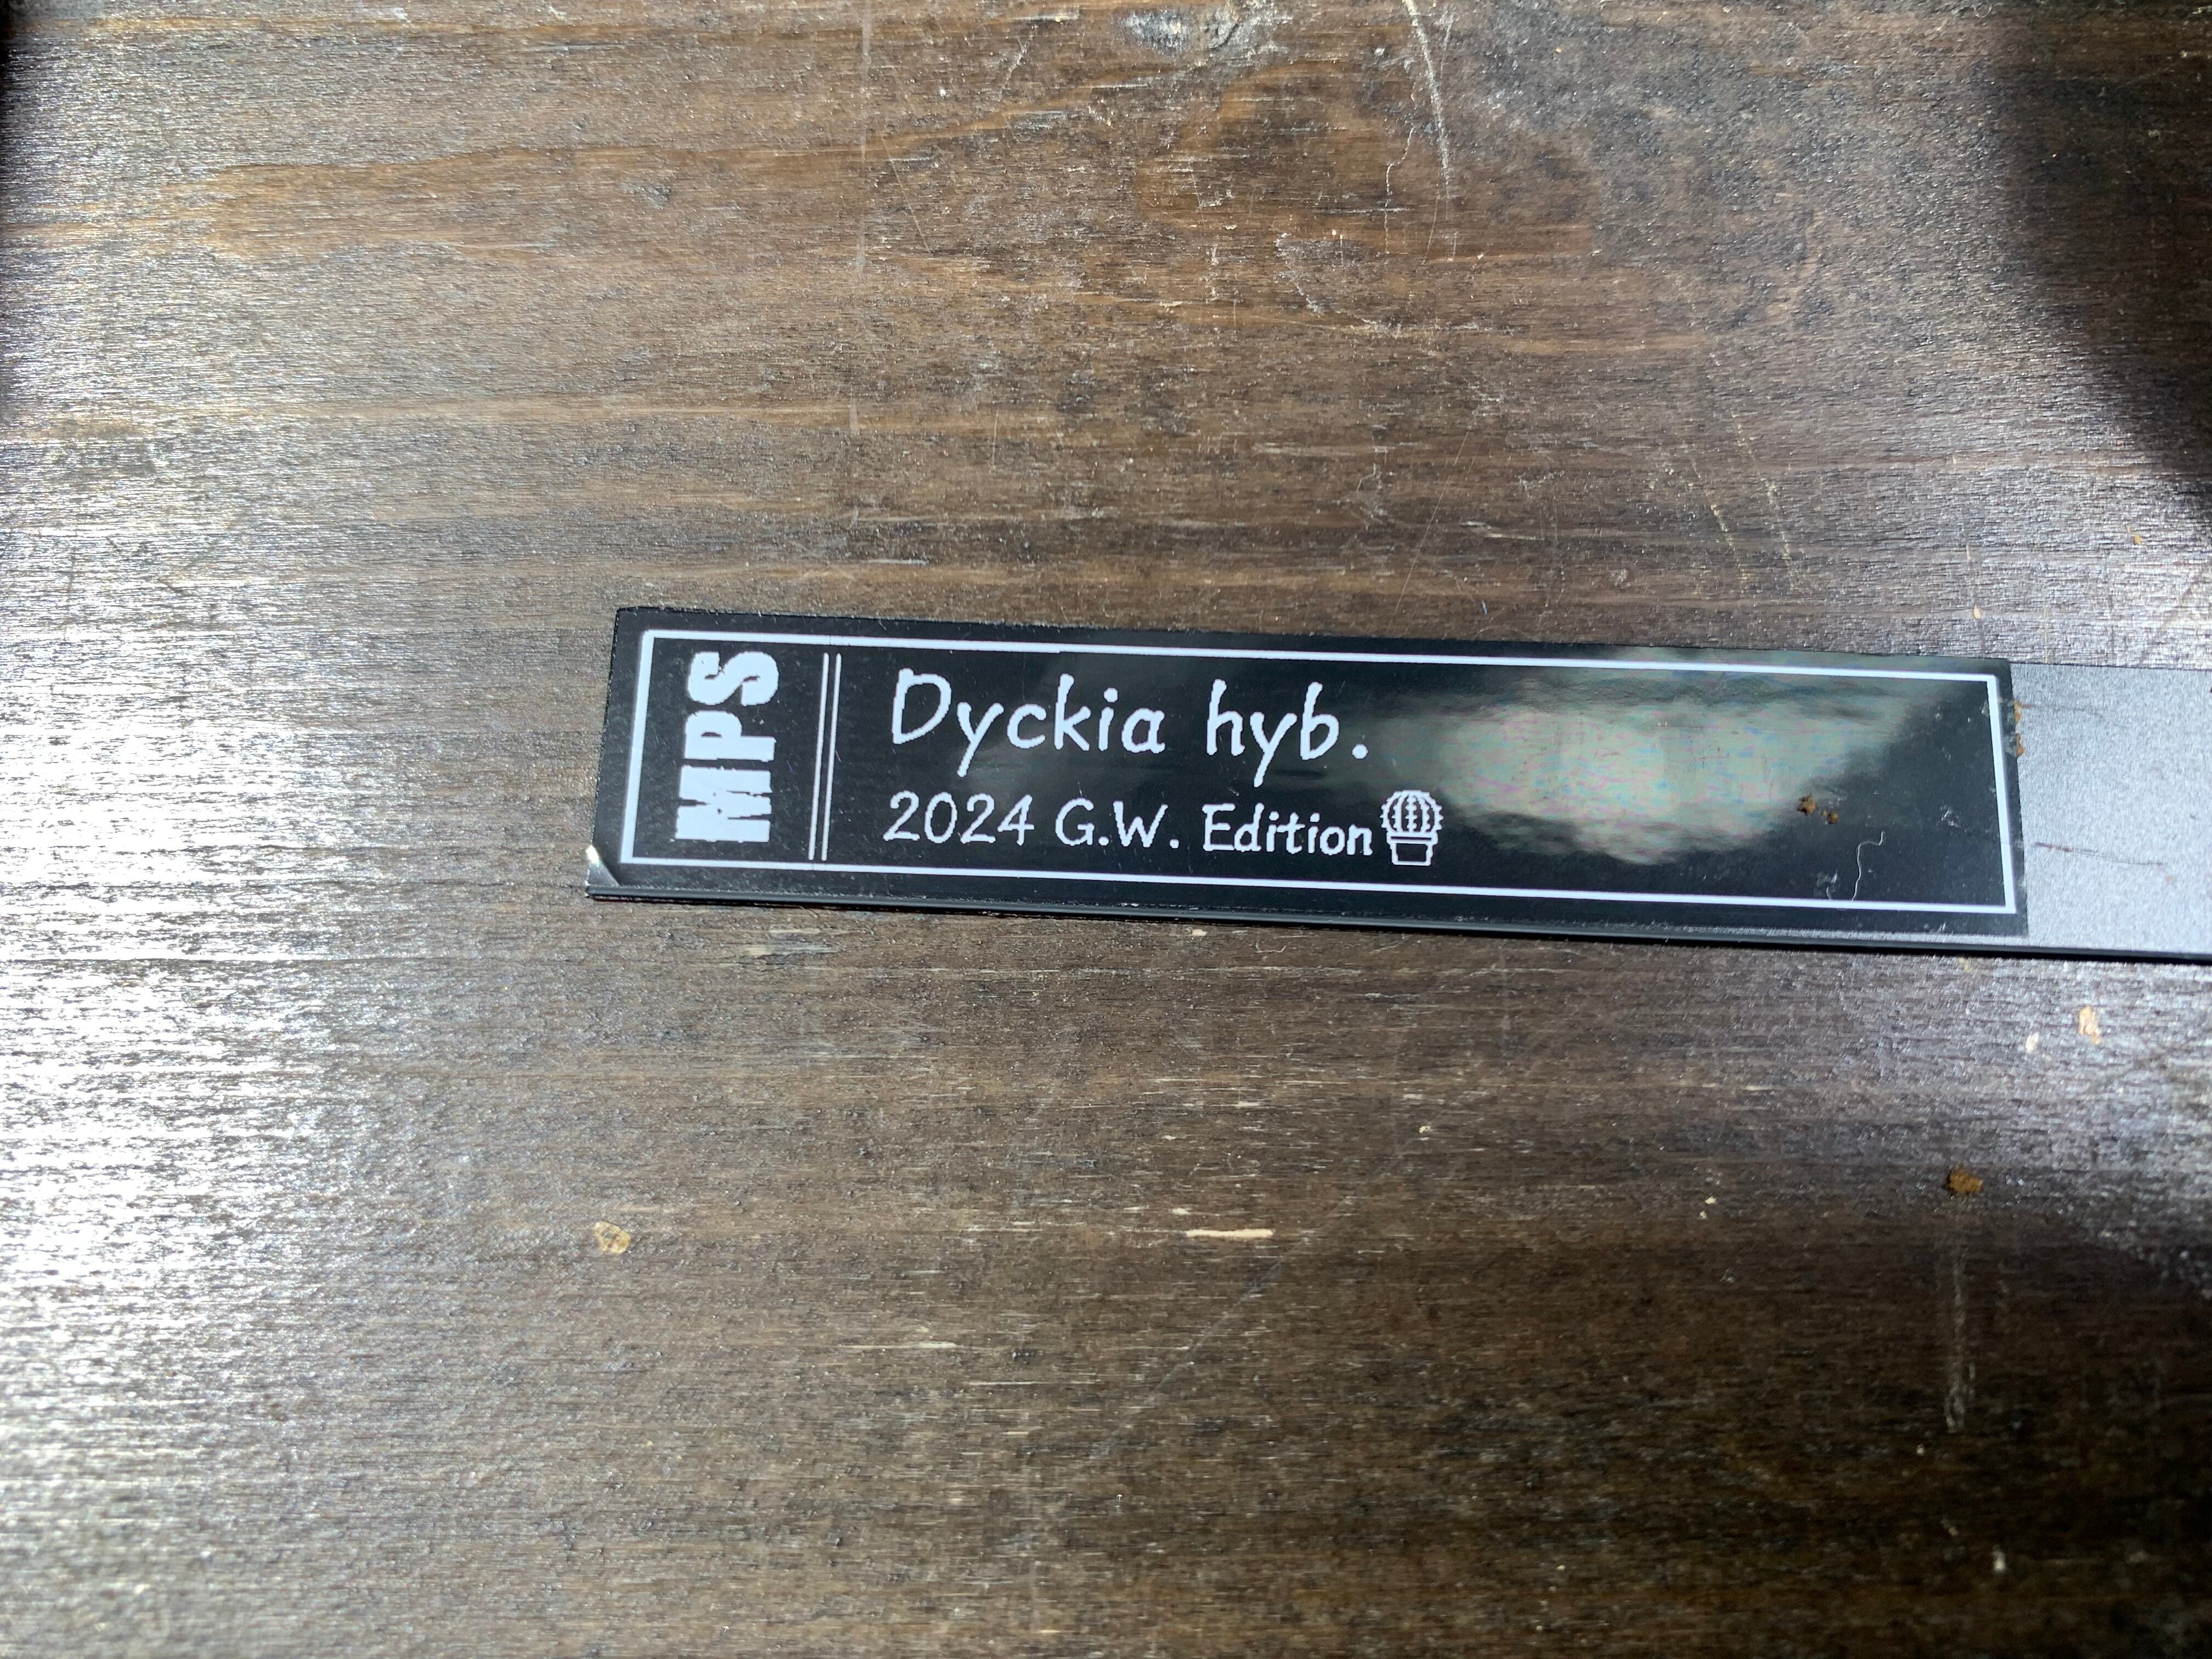 MPS
Dyckia hyb.
2024 G.W. Edition